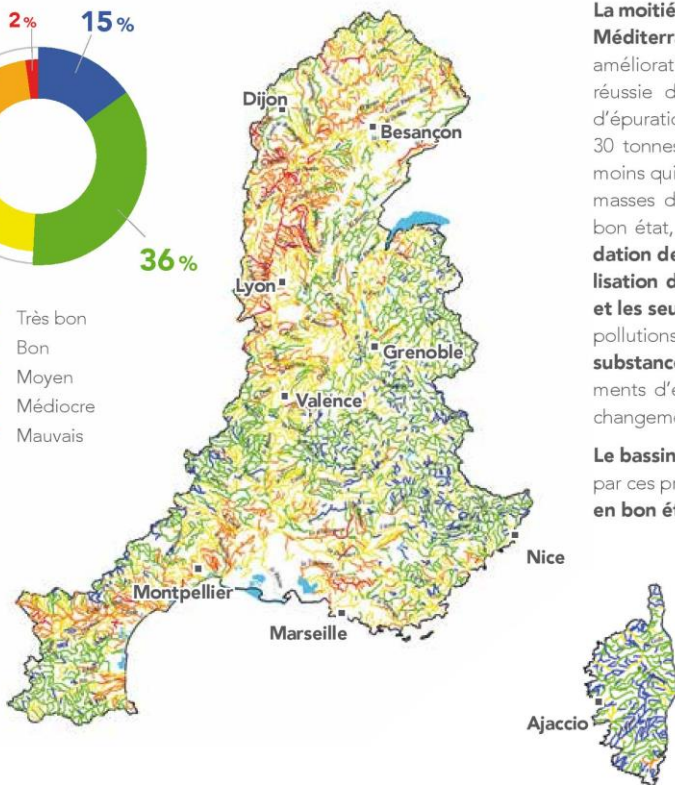 2 %
15 %
36 %
Très bon
Bon
Moyen
Médiocre
Mauvais
Dijon
Besançon
Lyon
Grenoble
Valence
Nice
Montpellier
Marseille
Ajaccio
La moitié
Méditerra
améliorat
réussie d
d'épuratio
30 tonnes
moins qui
masses d
bon état,
dation de
lisation d
et les seu
pollutions
substance
ments d'é
changeme
Le bassin
par ces pr
en bon ét